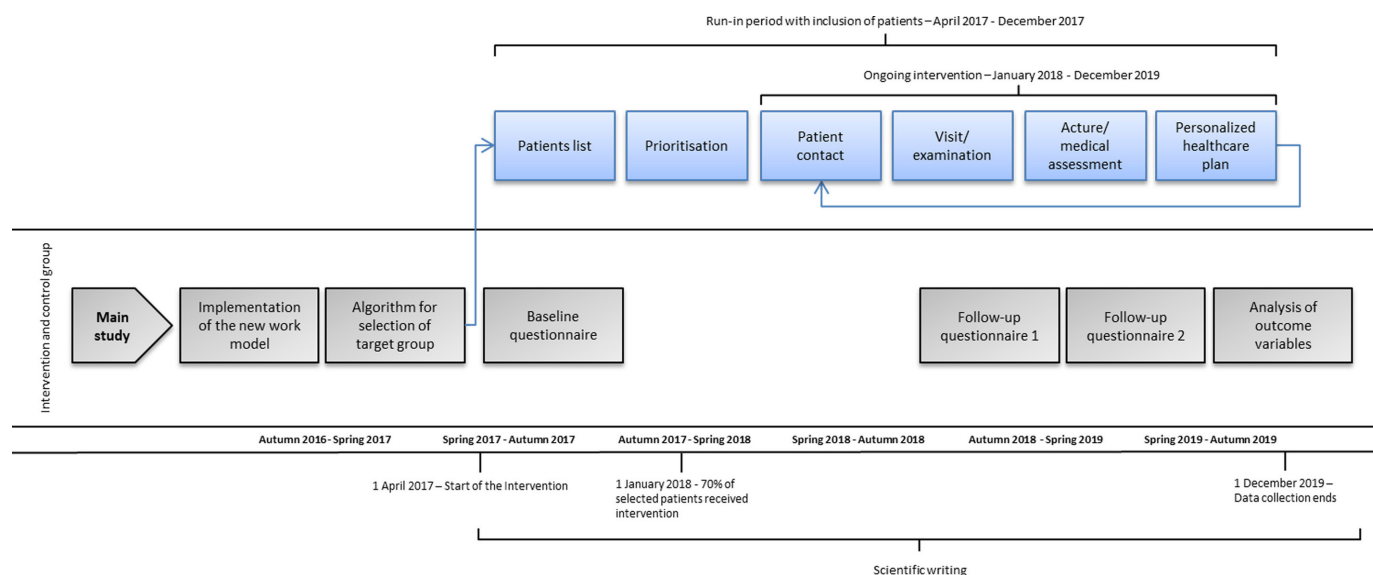 Run-in period with inclusion of patients – April 2017 - December 2017
Ongoing intervention – January 2018 - December 2019
Patients list
Prioritisation
Patient
contact
Visit/
examination
Acture/
medical
assessment
Personalized
healthcare
plan
Intervention and control group
Main
study
Implementation
of the new work
model
Algorithm for
selection of
target group
Baseline
questionnaire
Follow-up
questionnaire 1
Follow-up
questionnaire 2
Analysis of
outcome
variables
Autumn 2016- Spring 2017
Spring 2017 - Autumn 2017
Autumn 2017- Spring 2018
Spring 2018 - Autumn 2018
Autumn 2018 - Spring 2019
Spring 2019 - Autumn 2019
1 April 2017 – Start of the Intervention
1 January 2018 - 70% of
selected patients received
intervention
1 December 2019 –
Data collection ends
Scientific writing